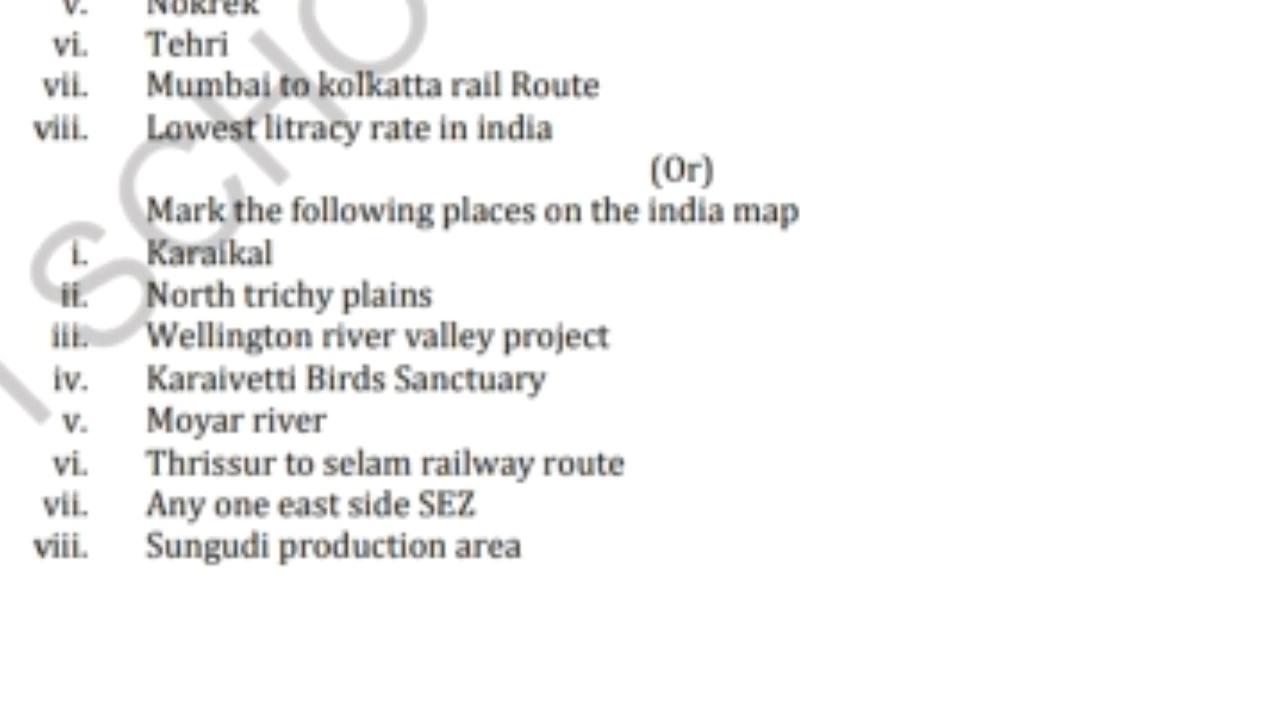 v. Nokrek
vi. Tehri
vii. Mumbai to kolkatta rail Route
viii. Lowest litracy rate in india
(Or)
Mark the following places on the india map
i. Karaikal
ii. North trichy plains
iii. Wellington river valley project
iv. Karaivetti Birds Sanctuary
v. Moyar river
vi. Thrissur to selam railway route
vii. Any one east side SEZ
viii. Sungudi production area
SCHO